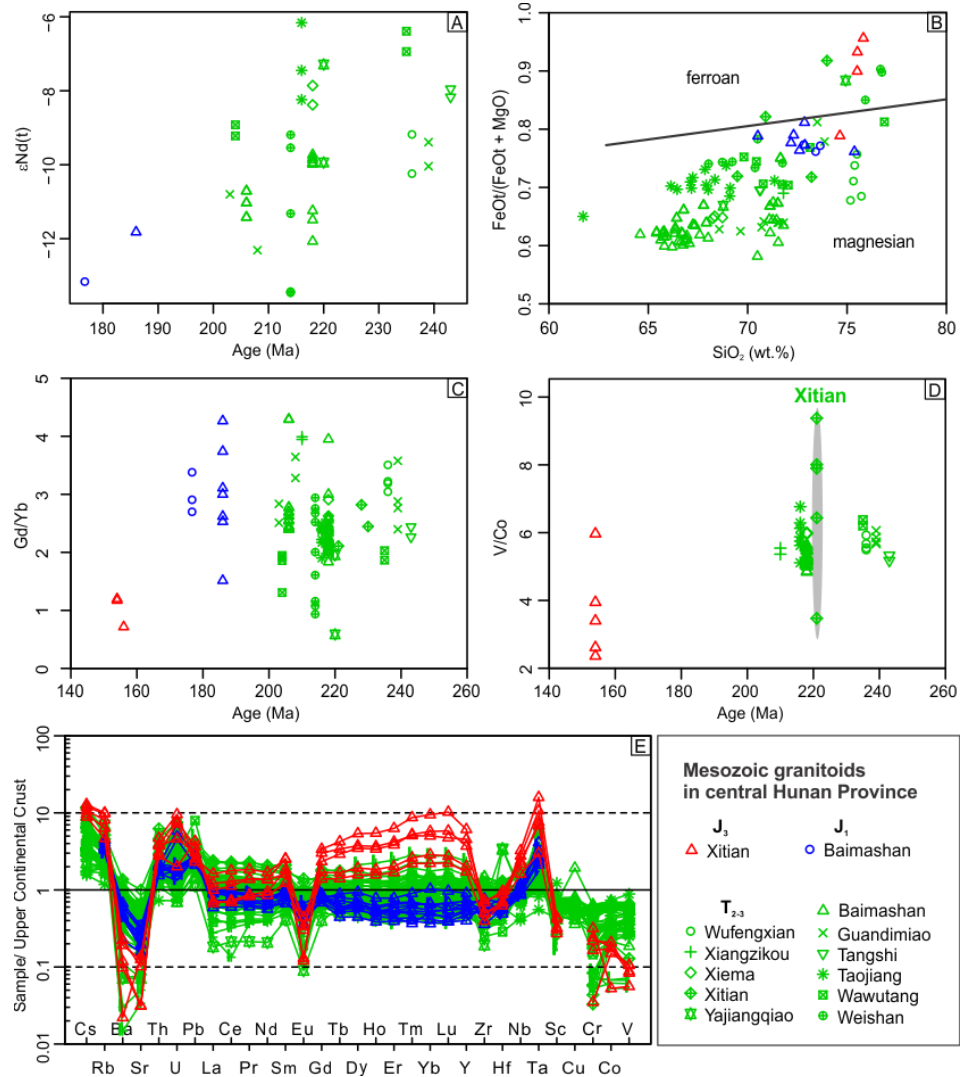 A
−6
−8
−10
−12
εNd(t)
180
190
200
210
220
230
240
Age (Ma)
B
1.0
0.9
0.8
0.7
0.6
0.5
FeOt/(FeOt + MgO)
ferroan
magnesian
60
65
70
75
80
SiO₂ (wt.%)
C
5
4
3
2
1
0
Gd/Yb
140
160
180
200
220
240
260
Age (Ma)
D
Xitian
10
8
6
4
2
V/Co
140
160
180
200
220
240
260
Age (Ma)
E
100
10
1
0.1
0.01
Sample/ Upper Continental Crust
Cs Ba Th Pb Ce Nd Eu Tb Ho Tm Lu Zr Nb Sc Cr V
Rb Sr U La Pr Sm Gd Dy Er Yb Y Hf Ta Cu Co
Mesozoic granitoids
in central Hunan Province
J₃ J₁
Xitian Baimashan
T₂₋₃
Baimashan
Wufengxian Guandimiao
Xiangzikou Tangshi
Xiema Taojiang
Xitian Wawutang
Yajiangqiao Weishan